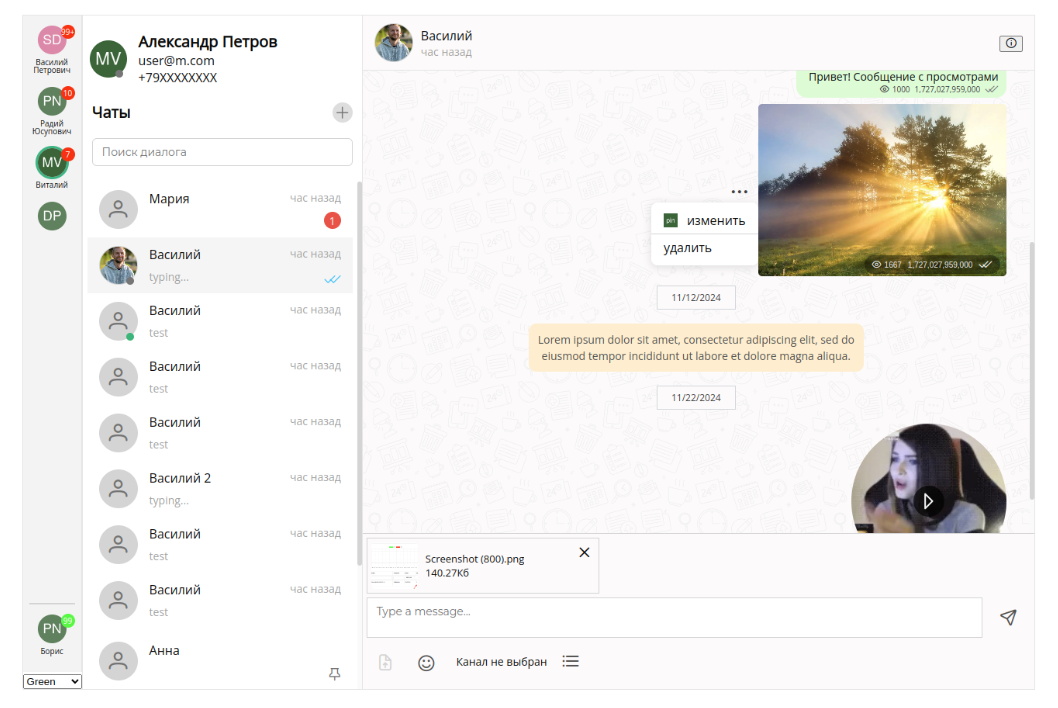 SD
99+
Василий
Петрович
PN
10
Радий
Юсупович
MV
7
Виталий
DP
PN
99
Борис
Green
MV
Александр Петров
user@m.com
+79XXXXXXXX
Чаты
Поиск диалога
Мария
час назад
1
Василий
час назад
typing...
Василий
час назад
test
Василий
час назад
test
Василий
час назад
test
Василий 2
час назад
typing...
Василий
час назад
test
Василий
час назад
test
Анна
Василий
час назад
Привет! Сообщение с просмотрами
1000 1,727,027,959,000
изменить
удалить
1667 1,727,027,959,000
11/12/2024
Lorem ipsum dolor sit amet, consectetur adipiscing elit, sed do
eiusmod tempor incididunt ut labore et dolore magna aliqua.
11/22/2024
Screenshot (800).png
140.27Кб
Type a message...
Канал не выбран